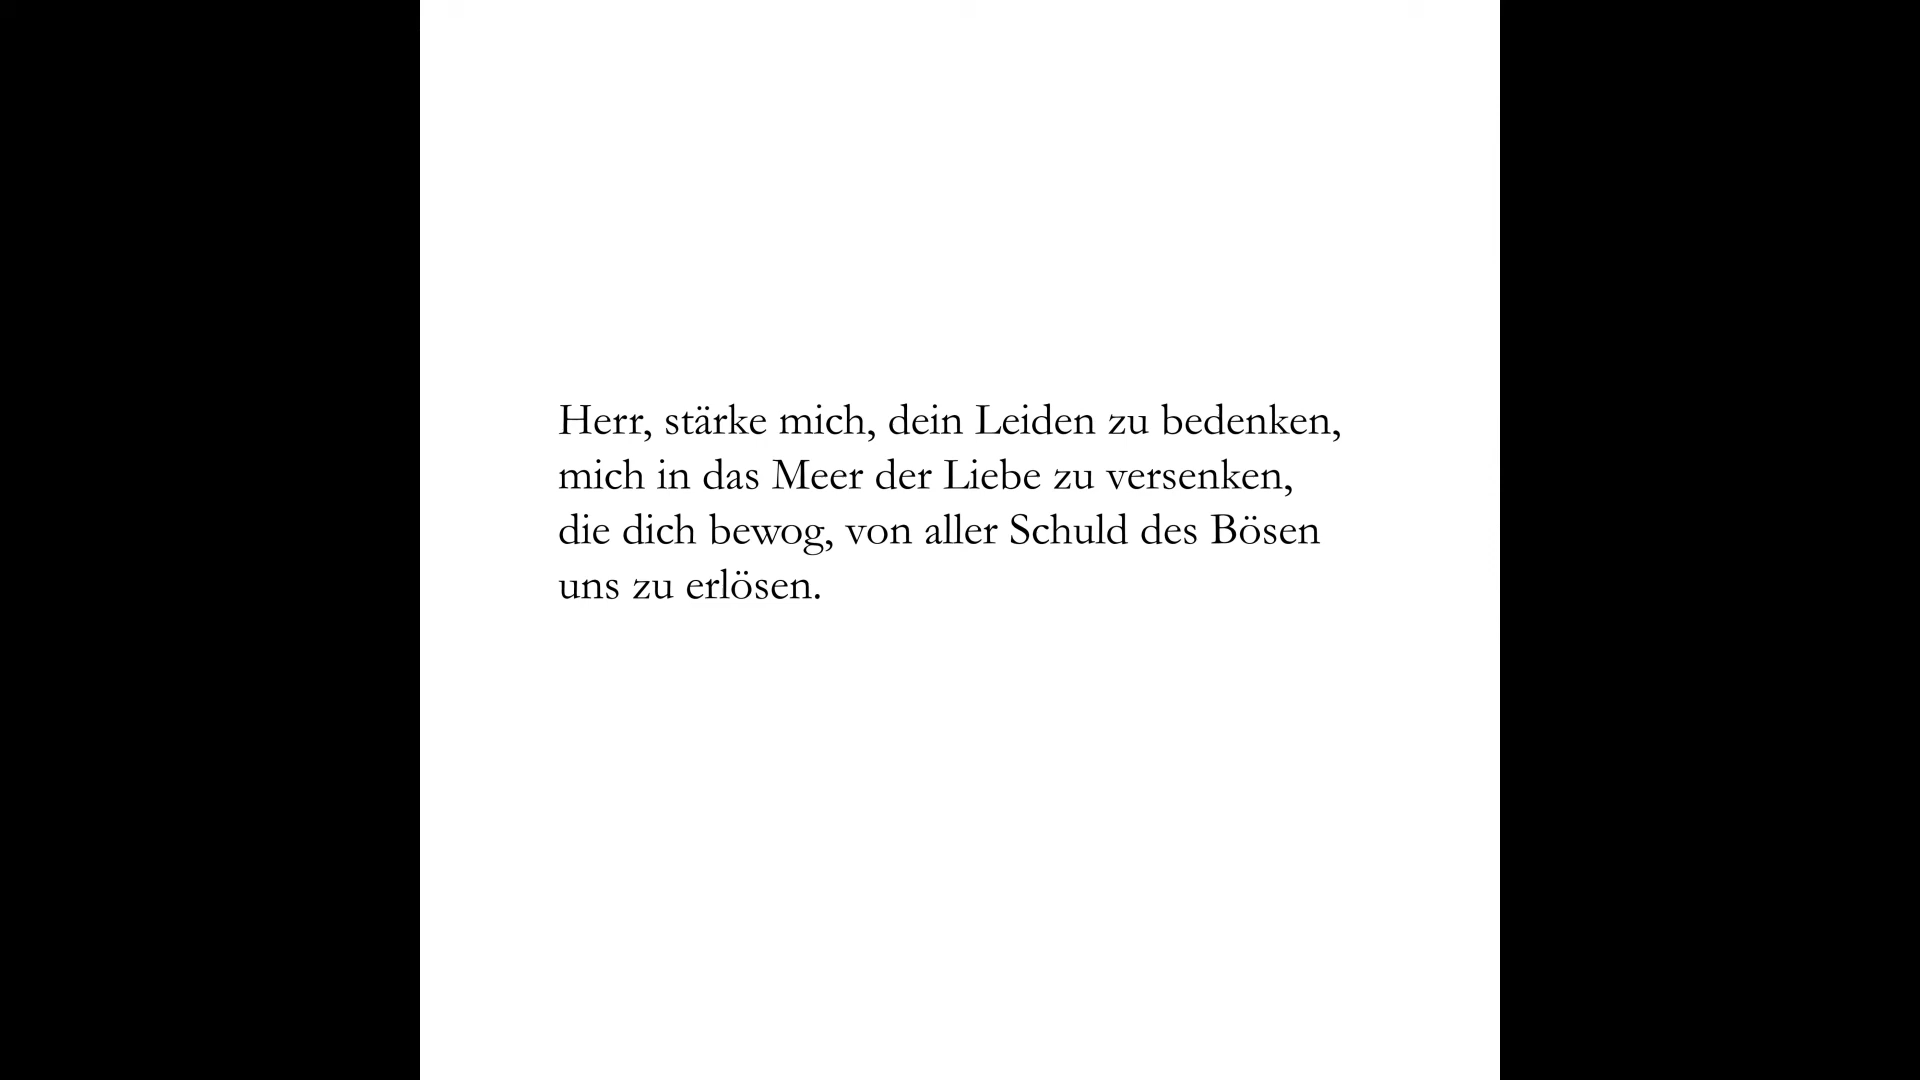 Herr, stärke mich, dein Leiden zu bedenken,
mich in das Meer der Liebe zu versenken,
die dich bewog, von aller Schuld des Bösen
uns zu erlösen.